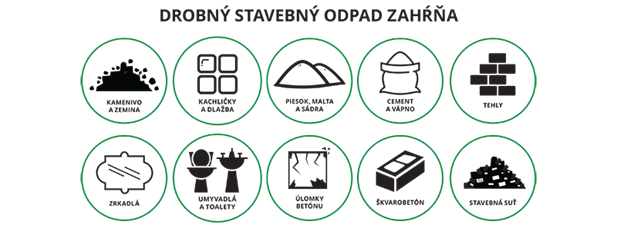 DROBNÝ STAVEBNÝ ODPAD ZAHŔŇA
KAMENIVO
A ZEMINA
KACHLIČKY
A DLAŽBA
PIESOK, MALTA
A SÁDRA
CEMENT
A VÁPNO
TEHLY
ZRKADLÁ
UMYVADLÁ
A TOALETY
ÚLOMKY
BETÓNU
ŠKVAROBETÓN
STAVEBNÁ SUŤ